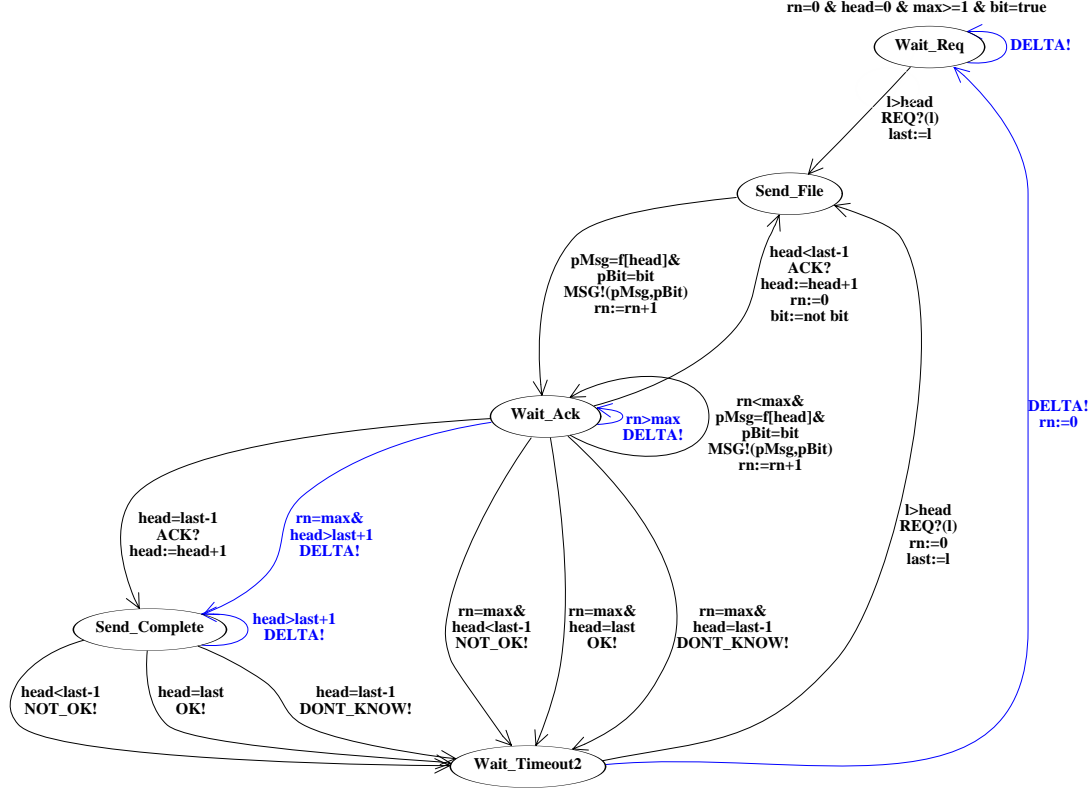 rn=0 & head=0 & max>=1 & bit=true
Wait_Req
DELTA!
l>head
REQ?(l)
last:=l
Send_File
pMsg=f[head]&
pBit=bit
MSG!(pMsg,pBit)
rn:=rn+1
head<last-1
ACK?
head:=head+1
rn:=0
bit:=not bit
Wait_Ack
rn>max
DELTA!
rn<max&
pMsg=f[head]&
pBit=bit
MSG!(pMsg,pBit)
rn:=rn+1
DELTA!
rn:=0
head=last-1
ACK?
head:=head+1
rn=max&
head>last+1
DELTA!
l>head
REQ?(l)
rn:=0
last:=l
Send_Complete
head>last+1
DELTA!
rn=max&
head<last-1
NOT_OK!
rn=max&
head=last
OK!
rn=max&
head=last-1
DONT_KNOW!
head<last-1
NOT_OK!
head=last
OK!
head=last-1
DONT_KNOW!
Wait_Timeout2